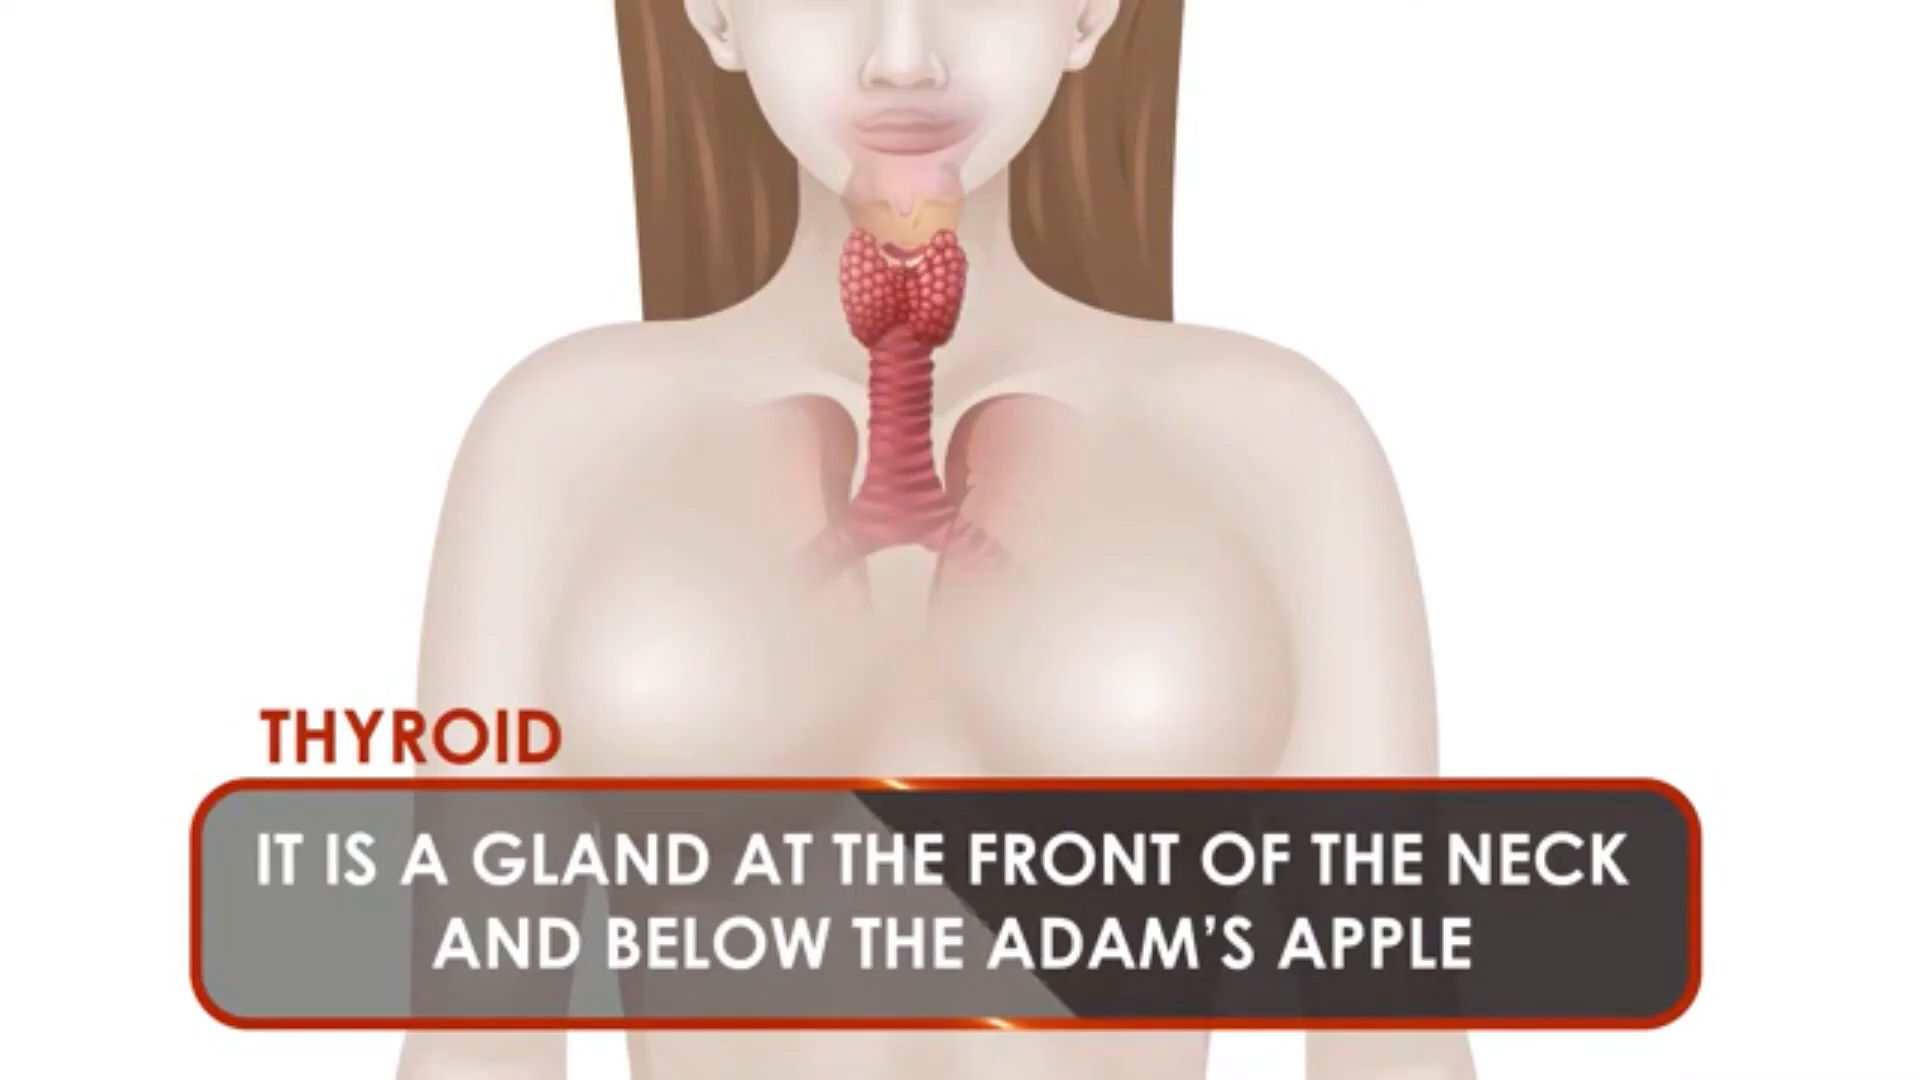 THYROID
IT IS A GLAND AT THE FRONT OF THE NECK
AND BELOW THE ADAM’S APPLE